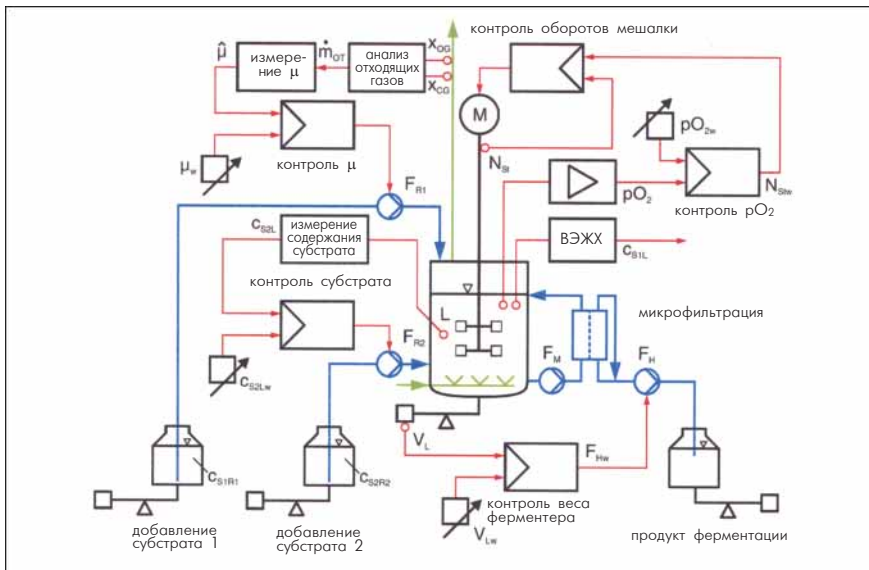 контроль оборотов мешалки
μ̂
измере-
ние μ
ṁOT
анализ
отходящих
газов
XOG
XCG
M
pO2w
μw
контроль μ
FR1
NSt
pO2
контроль pO2
NStw
cS2L
измерение
содержания
субстрата
ВЭЖХ
cS1L
контроль субстрата
L
микрофильтрация
FR2
FM
FH
cS2Lw
VL
FHw
cS1R1
cS2R2
контроль веса
ферментера
VLw
добавление
субстрата 1
добавление
субстрата 2
продукт ферментации